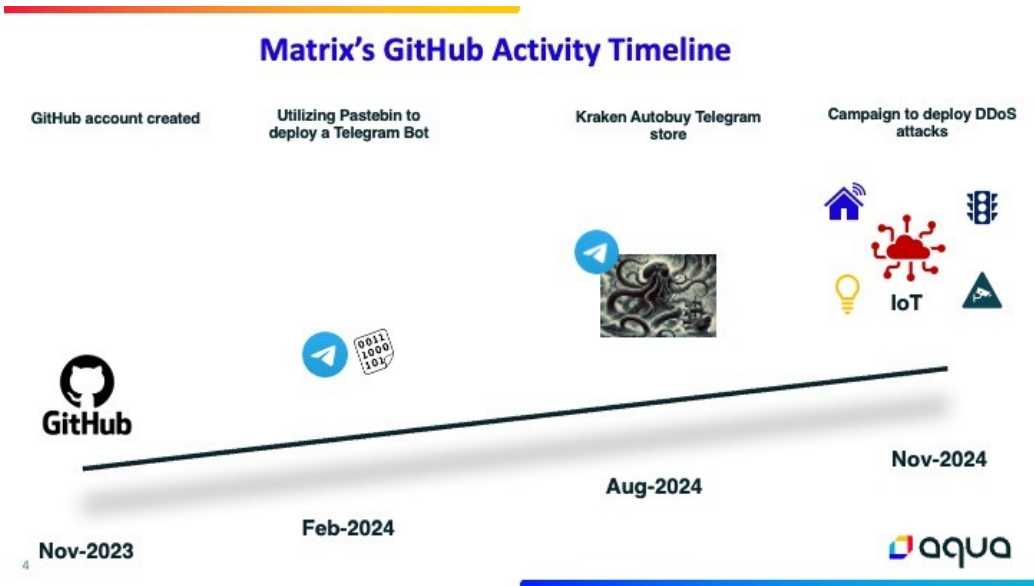 Matrix's GitHub Activity Timeline
GitHub account created
Utilizing Pastebin to
deploy a Telegram Bot
Kraken Autobuy Telegram
store
Campaign to deploy DDoS
attacks
IoT
0011
1000
101
GitHub
Nov-2023
Feb-2024
Aug-2024
Nov-2024
4
aqua